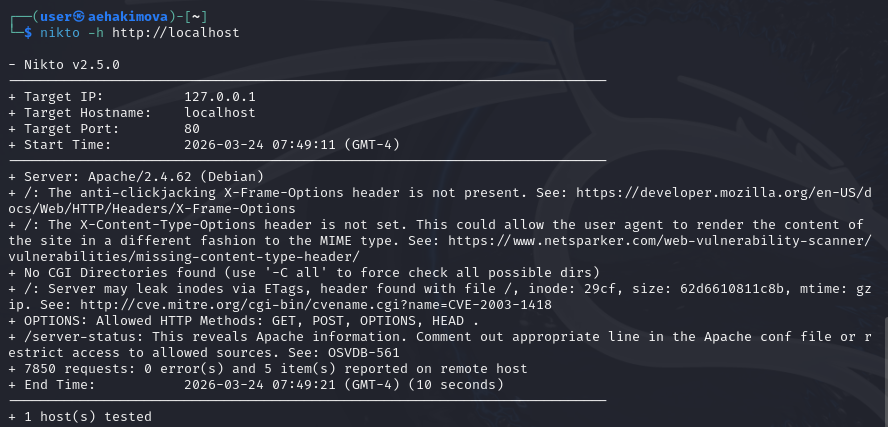 ┌──(user㉿aehakimova)-[~]
└─$ nikto -h http://localhost
- Nikto v2.5.0
---------------------------------------------------------------------------
+ Target IP:          127.0.0.1
+ Target Hostname:    localhost
+ Target Port:        80
+ Start Time:         2026-03-24 07:49:11 (GMT-4)
---------------------------------------------------------------------------
+ Server: Apache/2.4.62 (Debian)
+ /: The anti-clickjacking X-Frame-Options header is not present. See: https://developer.mozilla.org/en-US/d
ocs/Web/HTTP/Headers/X-Frame-Options
+ /: The X-Content-Type-Options header is not set. This could allow the user agent to render the content of
the site in a different fashion to the MIME type. See: https://www.netsparker.com/web-vulnerability-scanner/
vulnerabilities/missing-content-type-header/
+ No CGI Directories found (use '-C all' to force check all possible dirs)
+ /: Server may leak inodes via ETags, header found with file /, inode: 29cf, size: 62d6610811c8b, mtime: gz
ip. See: http://cve.mitre.org/cgi-bin/cvename.cgi?name=CVE-2003-1418
+ OPTIONS: Allowed HTTP Methods: GET, POST, OPTIONS, HEAD .
+ /server-status: This reveals Apache information. Comment out appropriate line in the Apache conf file or r
estrict access to allowed sources. See: OSVDB-561
+ 7850 requests: 0 error(s) and 5 item(s) reported on remote host
+ End Time:           2026-03-24 07:49:21 (GMT-4) (10 seconds)
---------------------------------------------------------------------------
+ 1 host(s) tested